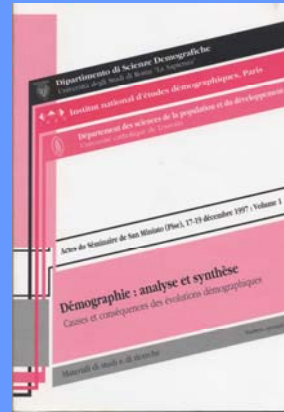 Dipartimento di Scienze Demografiche
Università degli Studi di Roma "La Sapienza"
Institut national d'études démographiques, Paris
Département des sciences de la population et du développement
Université catholique de Louvain
Actes du Séminaire de San Miniato (Pise), 17-19 décembre 1997 : Volume 1
Démographie : analyse et synthèse
Causes et conséquences des évolutions démographiques
Materiali di studi e di ricerche